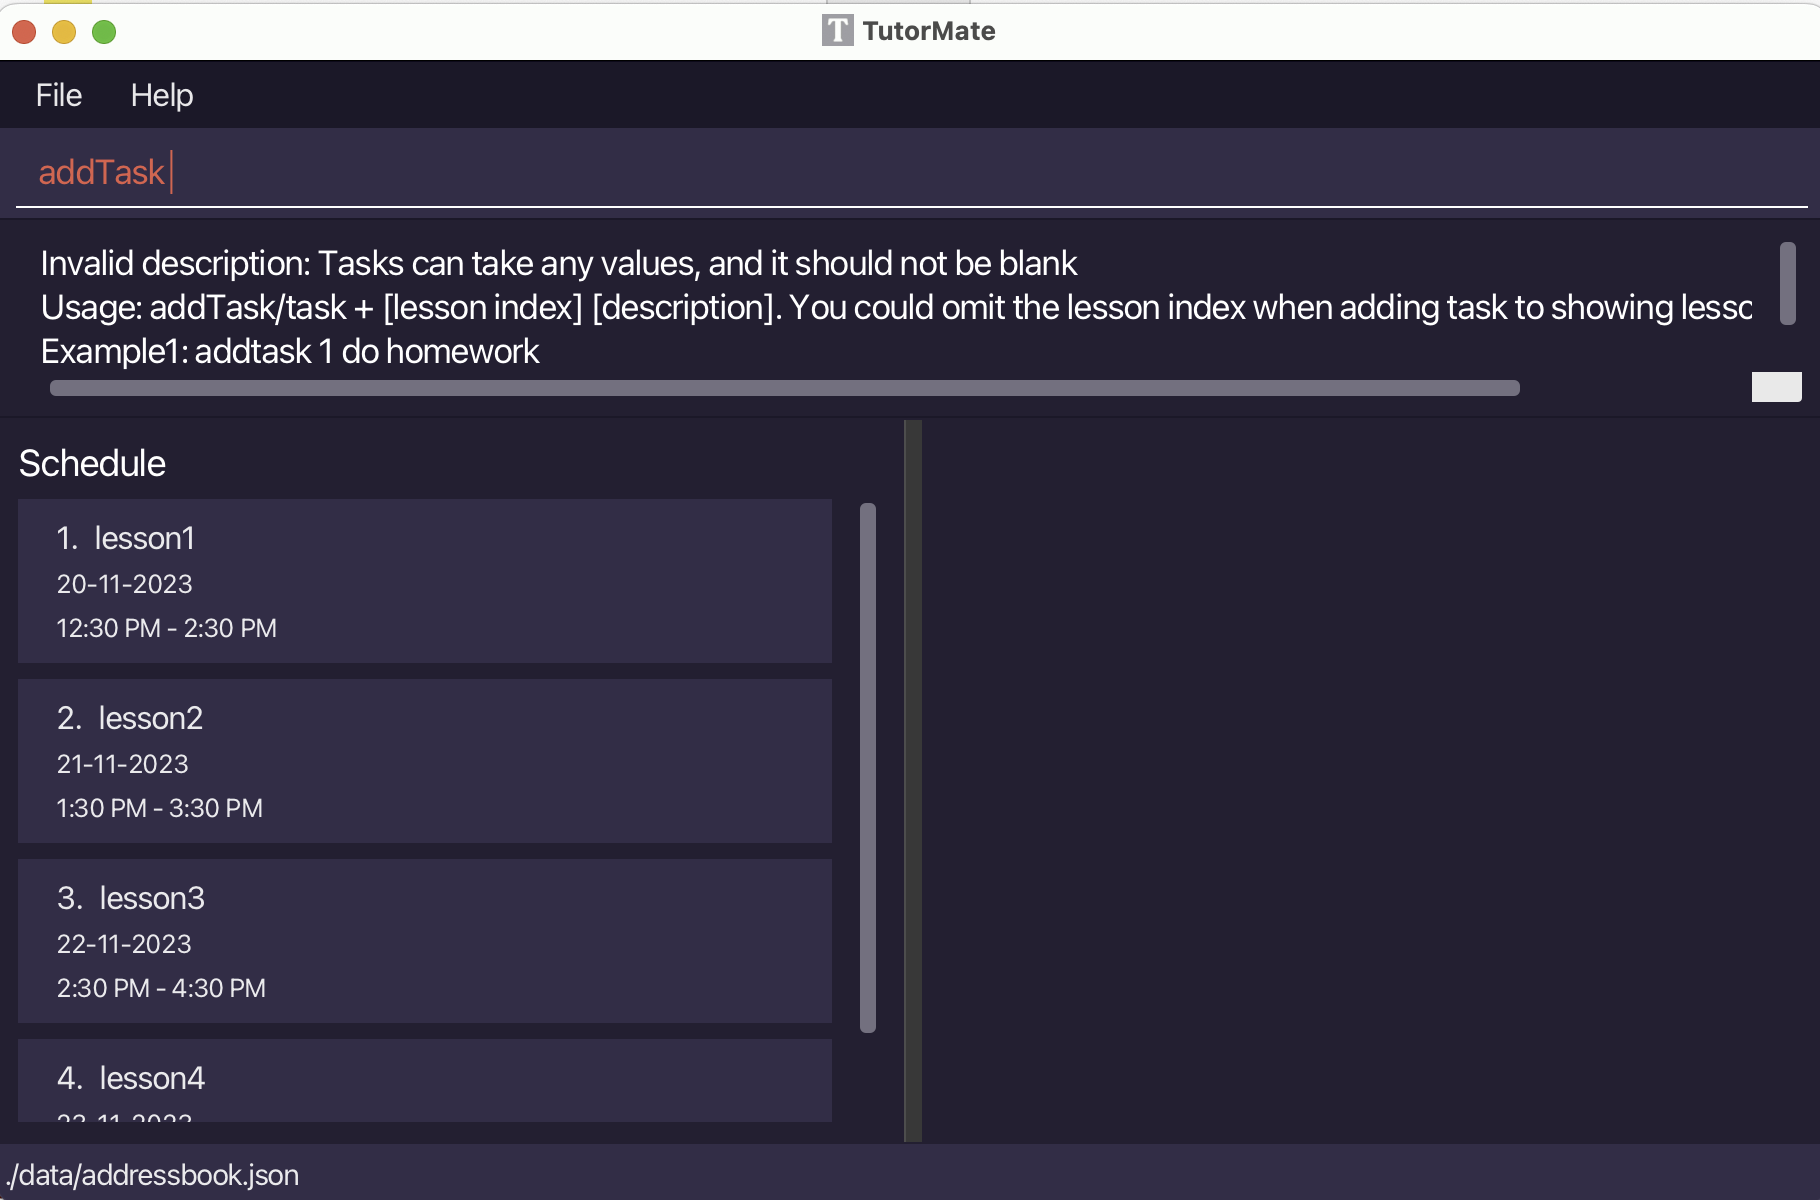 T TutorMate
File Help
addTask
Invalid description: Tasks can take any values, and it should not be blank
Usage: addTask/task + [lesson index] [description]. You could omit the lesson index when adding task to showing
Example1: addtask 1 do homework
Schedule
1. lesson1
20-11-2023
12:30 PM - 2:30 PM
2. lesson2
21-11-2023
1:30 PM - 3:30 PM
3. lesson3
22-11-2023
2:30 PM - 4:30 PM
4. lesson4
23-11-2023
./data/addressbook.json